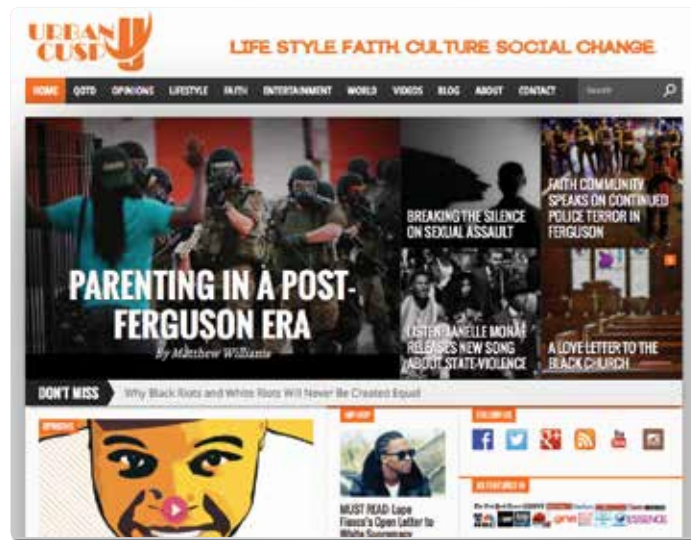 URBAN
CUSP
LIFE STYLE FAITH CULTURE SOCIAL CHANGE
HOME QOTD OPINIONS LIFESTYLE FAITH ENTERTAINMENT WORLD VIDEOS BLOG ABOUT CONTACT Search
PARENTING IN A POST-
FERGUSON ERA
By Matthew Williams
BREAKING THE SILENCE
ON SEXUAL ASSAULT
FAITH COMMUNITY
SPEAKS ON CONTINUED
POLICE TERROR IN
FERGUSON
LISTEN: JANELLE MONAE
RELEASES NEW SONG
ABOUT STATE-VIOLENCE
A LOVE LETTER TO THE
BLACK CHURCH
DON'T MISS Why Black Riots and White Riots Will Never Be Created Equal
OPINIONS
HIP-HOP
MUST READ: Lupe
Fiasco's Open Letter to
White Supremacy
FOLLOW US
AS FEATURED IN
ESSENCE